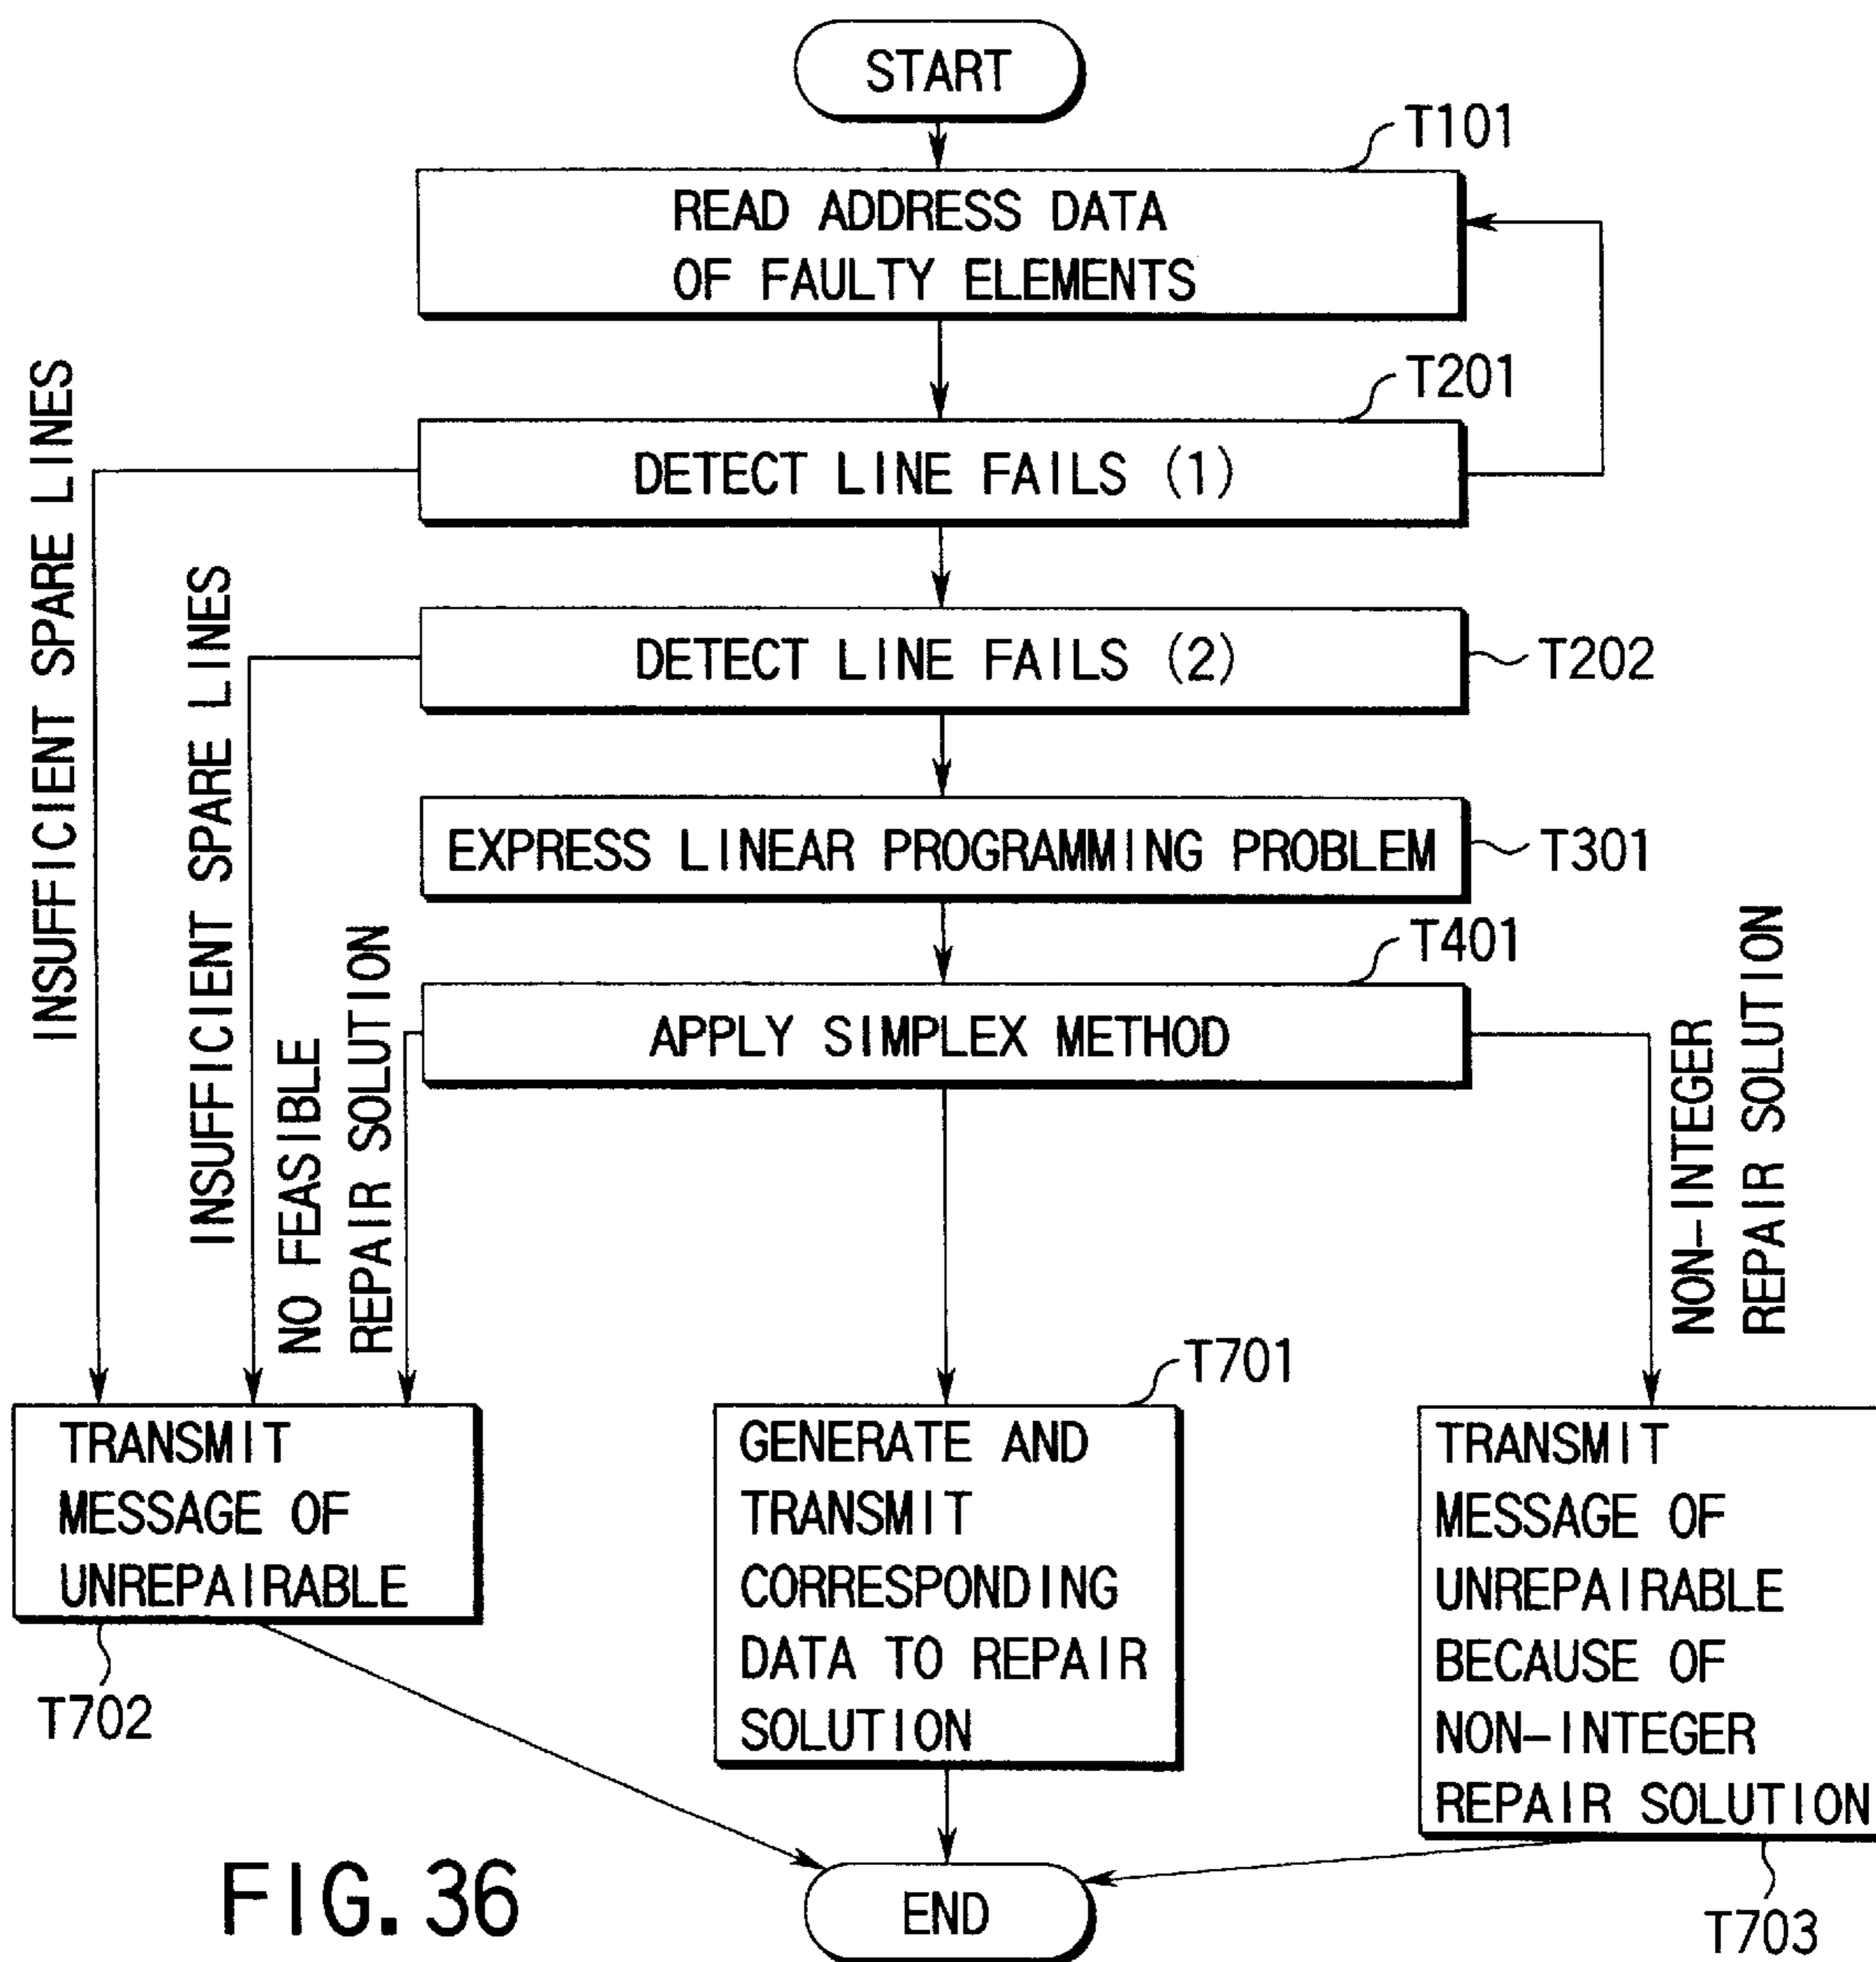 START
T101
READ ADDRESS DATA
OF FAULTY ELEMENTS
T201
DETECT LINE FAILS (1)
INSUFFICIENT SPARE LINES
DETECT LINE FAILS (2)
T202
INSUFFICIENT SPARE LINES
EXPRESS LINEAR PROGRAMMING PROBLEM
T301
T401
APPLY SIMPLEX METHOD
NO FEASIBLE
REPAIR SOLUTION
NON-INTEGER
REPAIR SOLUTION
TRANSMIT
MESSAGE OF
UNREPAIRABLE
T702
T701
GENERATE AND
TRANSMIT
CORRESPONDING
DATA TO REPAIR
SOLUTION
TRANSMIT
MESSAGE OF
UNREPAIRABLE
BECAUSE OF
NON-INTEGER
REPAIR SOLUTION
T703
END
FIG. 36